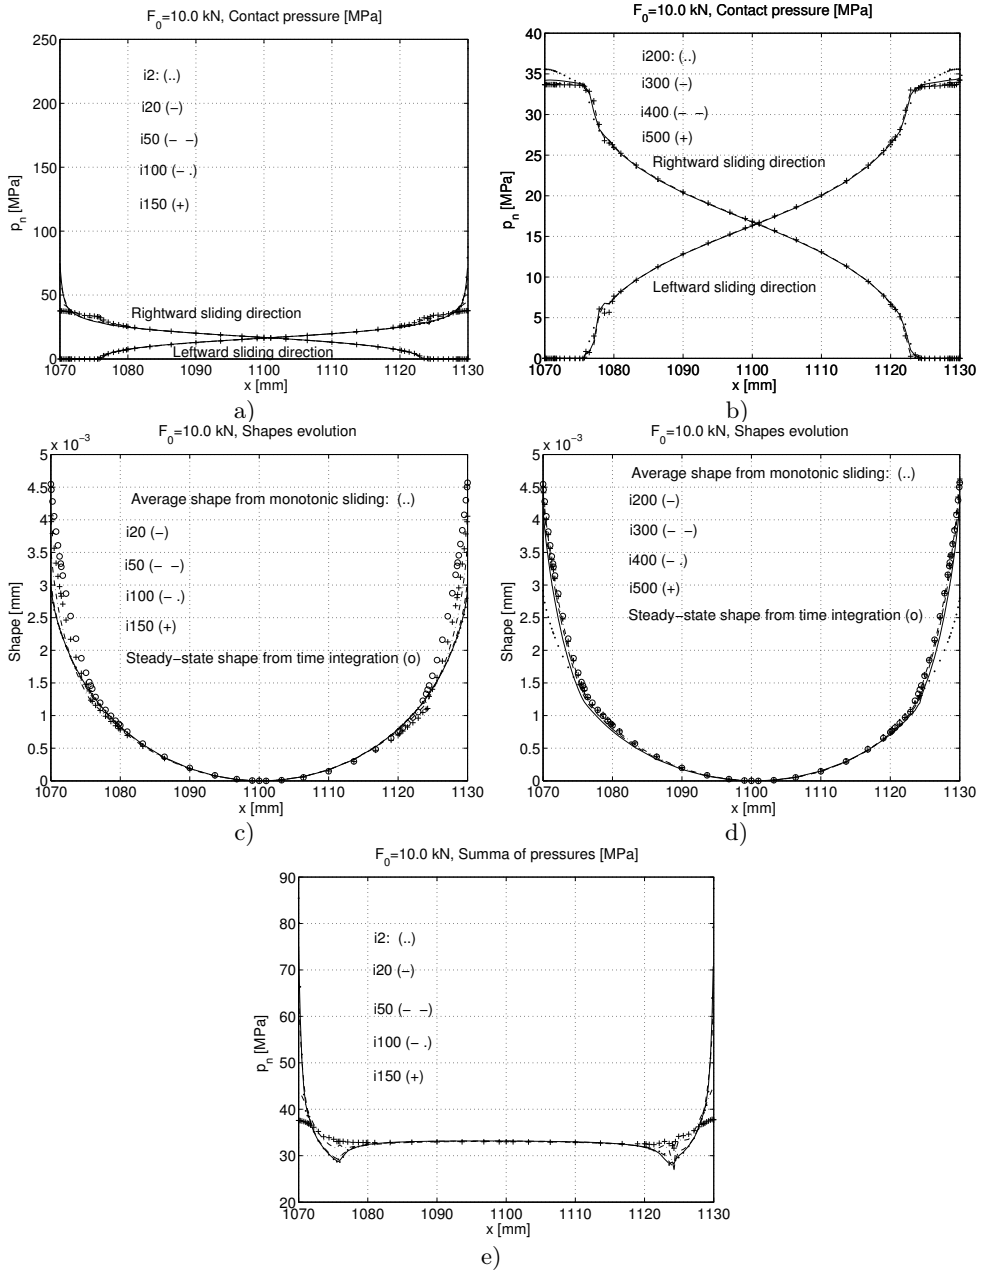 F0=10.0 kN, Contact pressure [MPa]
250
200
150
100
50
0
pn [MPa]
i2: (..)
i20 (−)
i50 (− −)
i100 (− .)
i150 (+)
Rightward sliding direction
Leftward sliding direction
1070 1080 1090 1100 1110 1120 1130
x [mm]
a)
F0=10.0 kN, Contact pressure [MPa]
40
35
30
25
20
15
10
5
0
pn [MPa]
i200: (..)
i300 (−)
i400 (− −)
i500 (+)
Rightward sliding direction
Leftward sliding direction
1070 1080 1090 1100 1110 1120 1130
x [mm]
b)
F0=10.0 kN, Shapes evolution
x 10−3
5
4.5
4
3.5
3
2.5
2
1.5
1
0.5
0
Shape [mm]
Average shape from monotonic sliding: (..)
i20 (−)
i50 (− −)
i100 (− .)
i150 (+)
Steady−state shape from time integration (o)
1070 1080 1090 1100 1110 1120 1130
x [mm]
c)
F0=10.0 kN, Shapes evolution
x 10−3
5
4.5
4
3.5
3
2.5
2
1.5
1
0.5
0
Shape [mm]
Average shape from monotonic sliding: (..)
i200 (−)
i300 (− −)
i400 (− .)
i500 (+)
Steady−state shape from time integration (o)
1070 1080 1090 1100 1110 1120 1130
x [mm]
d)
F0=10.0 kN, Summa of pressures [MPa]
90
80
70
60
50
40
30
20
pn [MPa]
i2: (..)
i20 (−)
i50 (− −)
i100 (− .)
i150 (+)
1070 1080 1090 1100 1110 1120 1130
x [mm]
e)